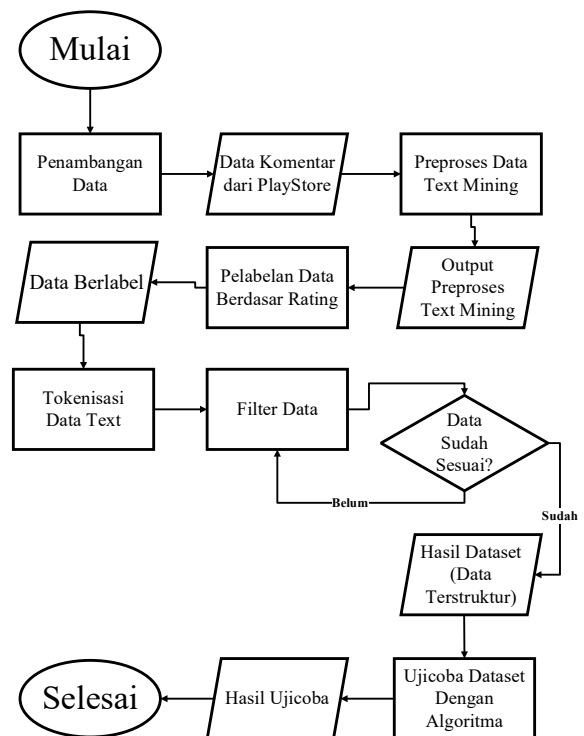 Mulai
Penambangan
Data
Data Komentar
dari PlayStore
Preproses Data
Text Mining
Output
Preproses
Text Mining
Pelabelan Data
Berdasar Rating
Data Berlabel
Tokenisasi
Data Text
Filter Data
Data
Sudah
Sesuai?
Belum
Sudah
Hasil Dataset
(Data
Terstruktur)
Ujicoba Dataset
Dengan
Algoritma
Hasil Ujicoba
Selesai